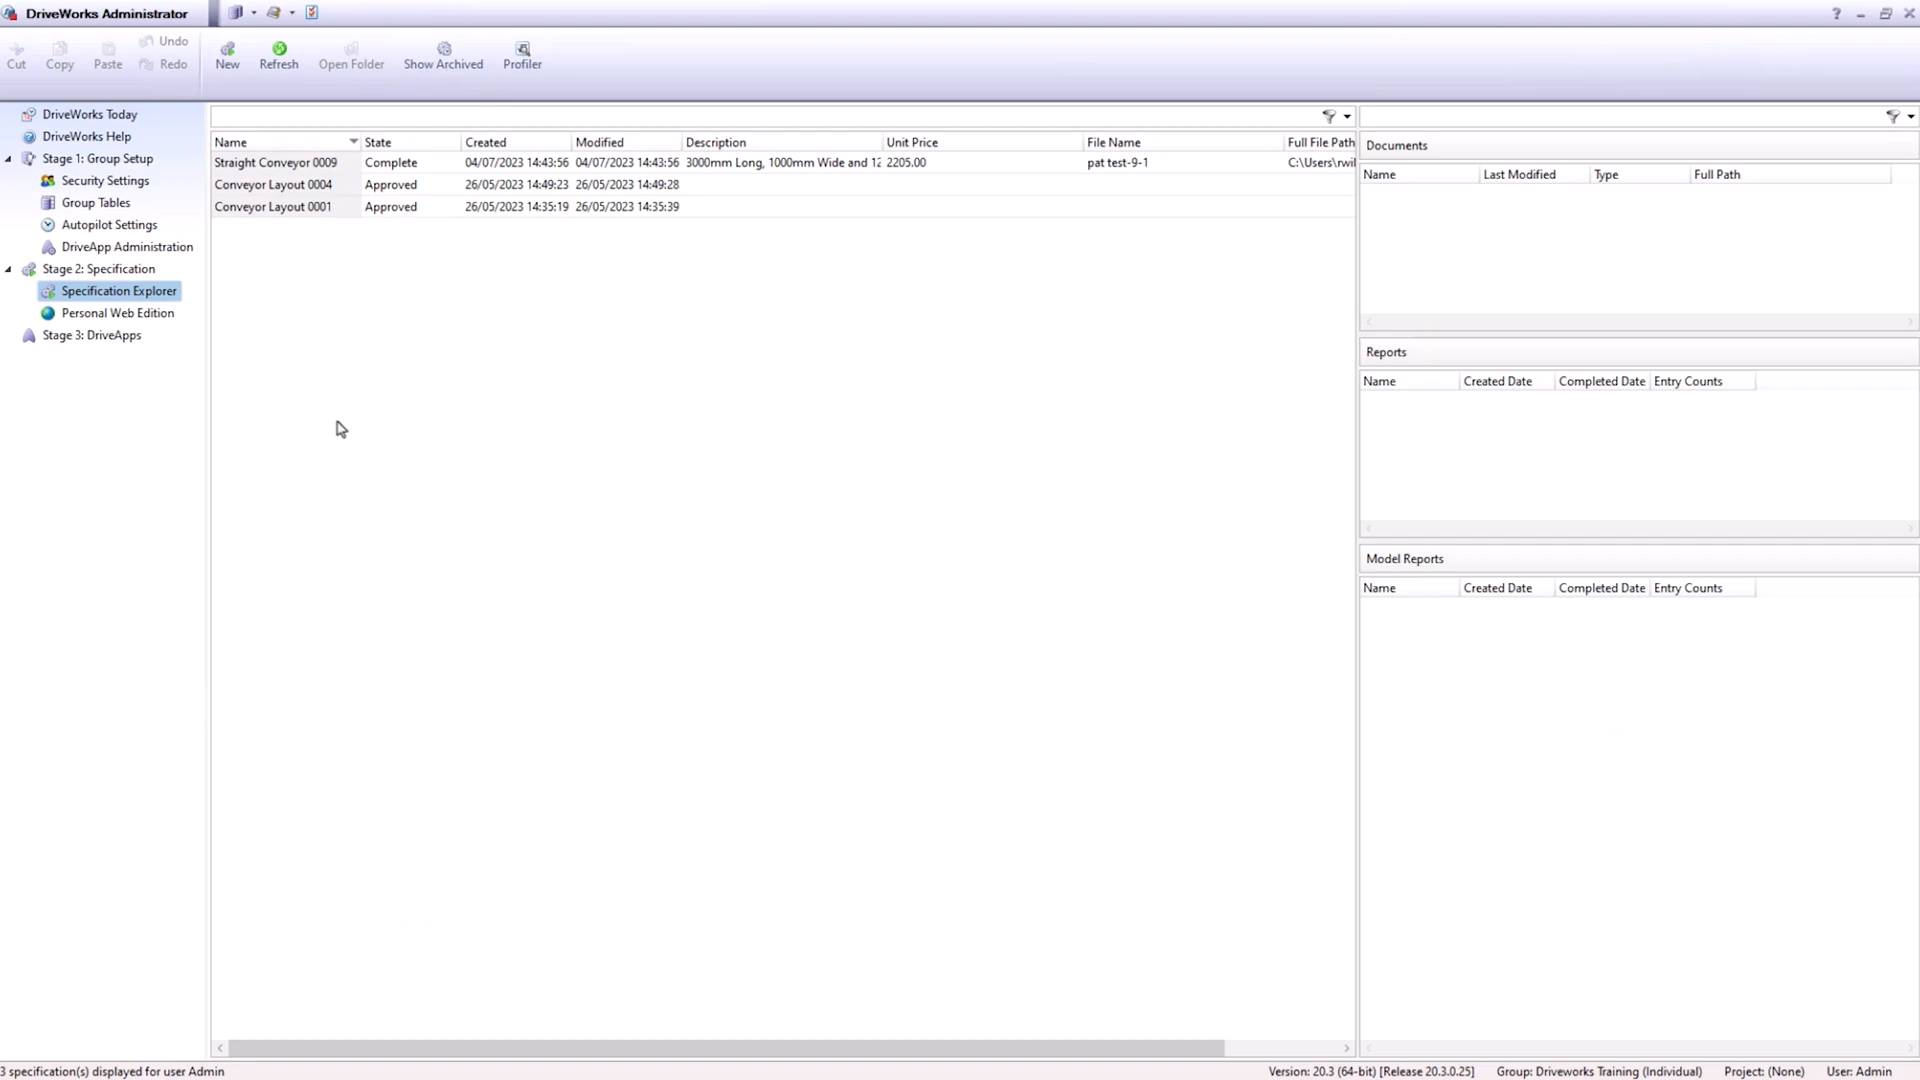 DriveWorks Administrator
Cut
Copy
Paste
Undo
Redo
New
Refresh
Open Folder
Show Archived
Profiler
DriveWorks Today
DriveWorks Help
Stage 1: Group Setup
Security Settings
Group Tables
Autopilot Settings
DriveApp Administration
Stage 2: Specification
Specification Explorer
Personal Web Edition
Stage 3: DriveApps
Name State Created Modified Description Unit Price File Name Full File Path
Straight Conveyor 0009 Complete 04/07/2023 14:43:56 04/07/2023 14:43:56 3000mm Long, 1000mm Wide and 12 2205.00 pat test-9-1 C:\Users\rwil
Conveyor Layout 0004 Approved 26/05/2023 14:49:23 26/05/2023 14:49:28
Conveyor Layout 0001 Approved 26/05/2023 14:35:19 26/05/2023 14:35:39
Documents
Name Last Modified Type Full Path
Reports
Name Created Date Completed Date Entry Counts
Model Reports
Name Created Date Completed Date Entry Counts
3 specification(s) displayed for user Admin
Version: 20.3 (64-bit) [Release 20.3.0.25] Group: Driveworks Training (Individual) Project: (None) User: Admin